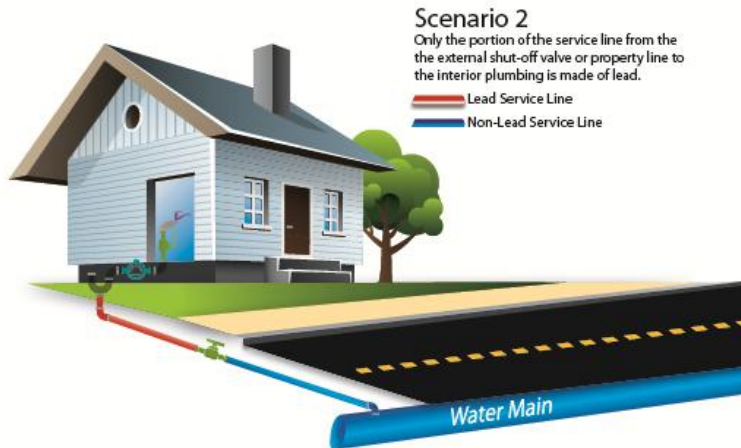 Scenario 2
Only the portion of the service line from the
the external shut-off valve or property line to
the interior plumbing is made of lead.
Lead Service Line
Non-Lead Service Line
Water Main